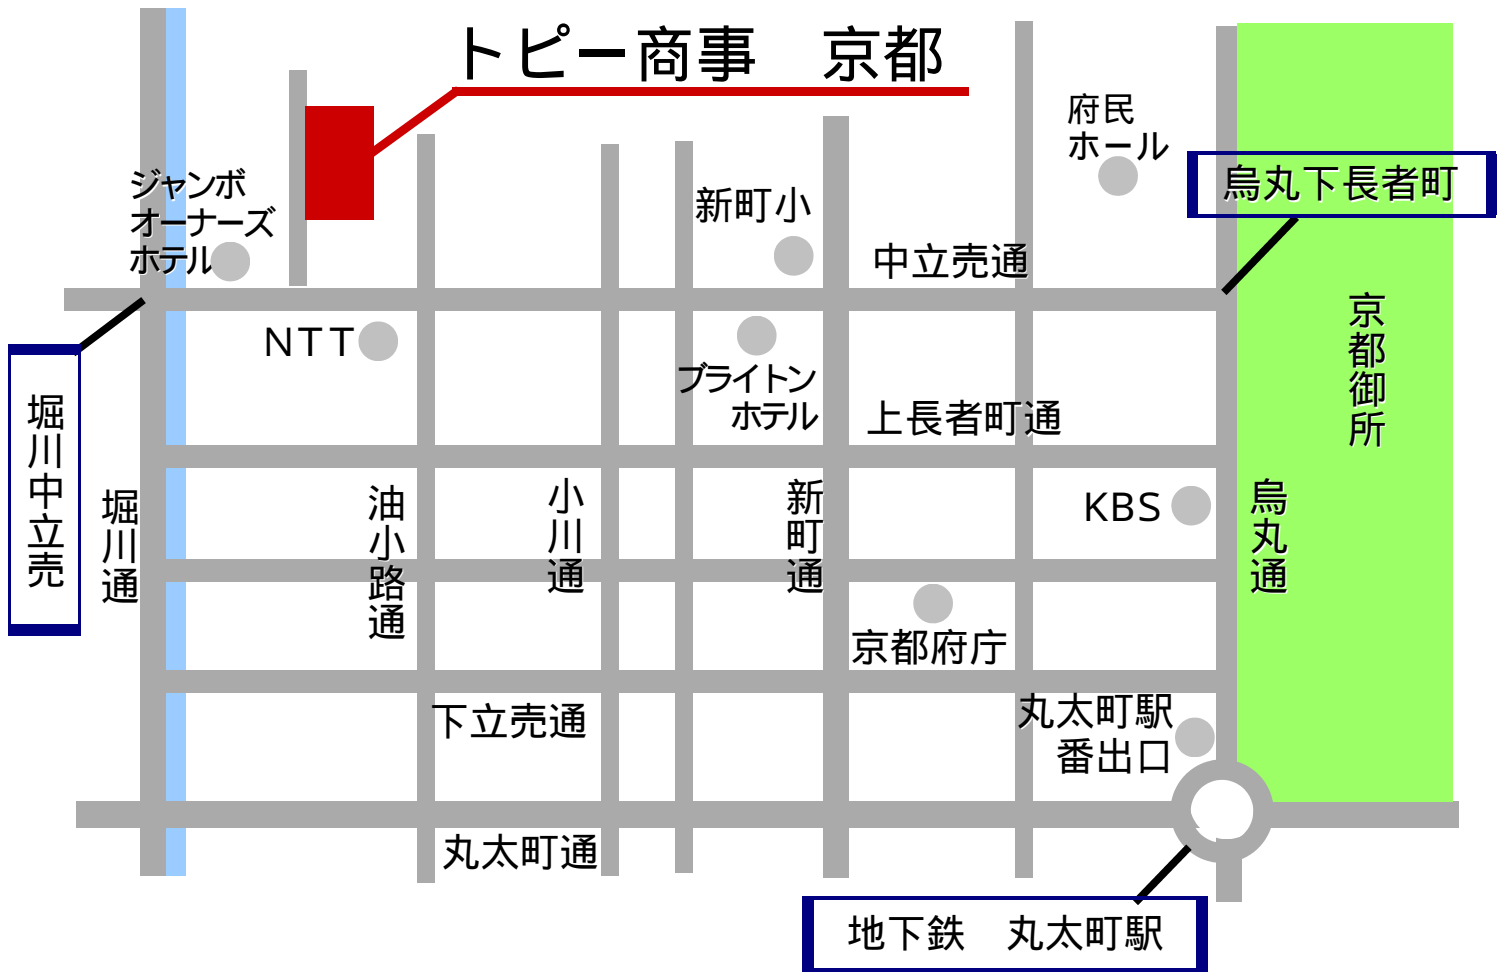 トピー商事　京都
府民
ホール
烏丸下長者町
ジャンボ
オーナーズ
ホテル
新町小
中立売通
京都御所
NTT
ブライトン
ホテル
上長者町通
堀川中立売
堀川通
油小路通
小川通
新町通
KBS
烏丸通
京都府庁
下立売通
丸太町駅
番出口
丸太町通
地下鉄　丸太町駅